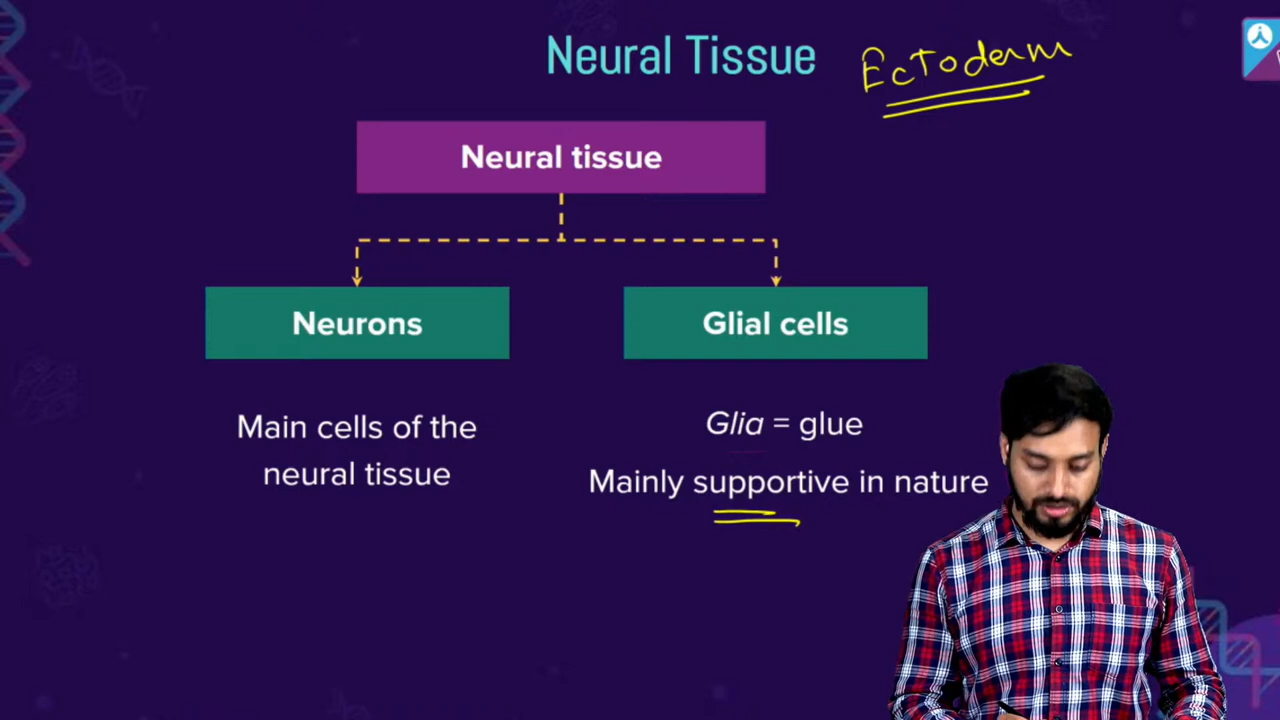 Neural Tissue
Ectoderm
Neural tissue
Neurons
Glial cells
Main cells of the
neural tissue
Glia = glue
Mainly supportive in nature